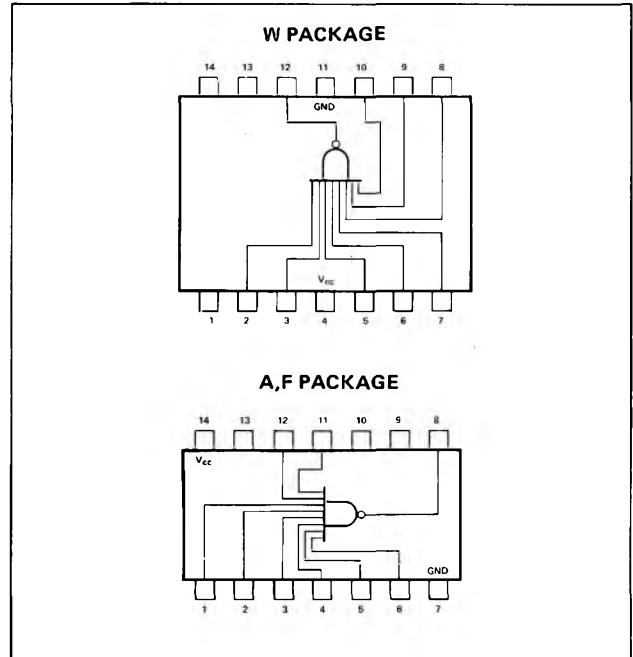 W PACKAGE
14 13 12 11 10 9 8
GND
Vcc
1 2 3 4 5 6 7
A,F PACKAGE
14 13 12 11 10 9 8
Vcc
GND
1 2 3 4 5 6 7